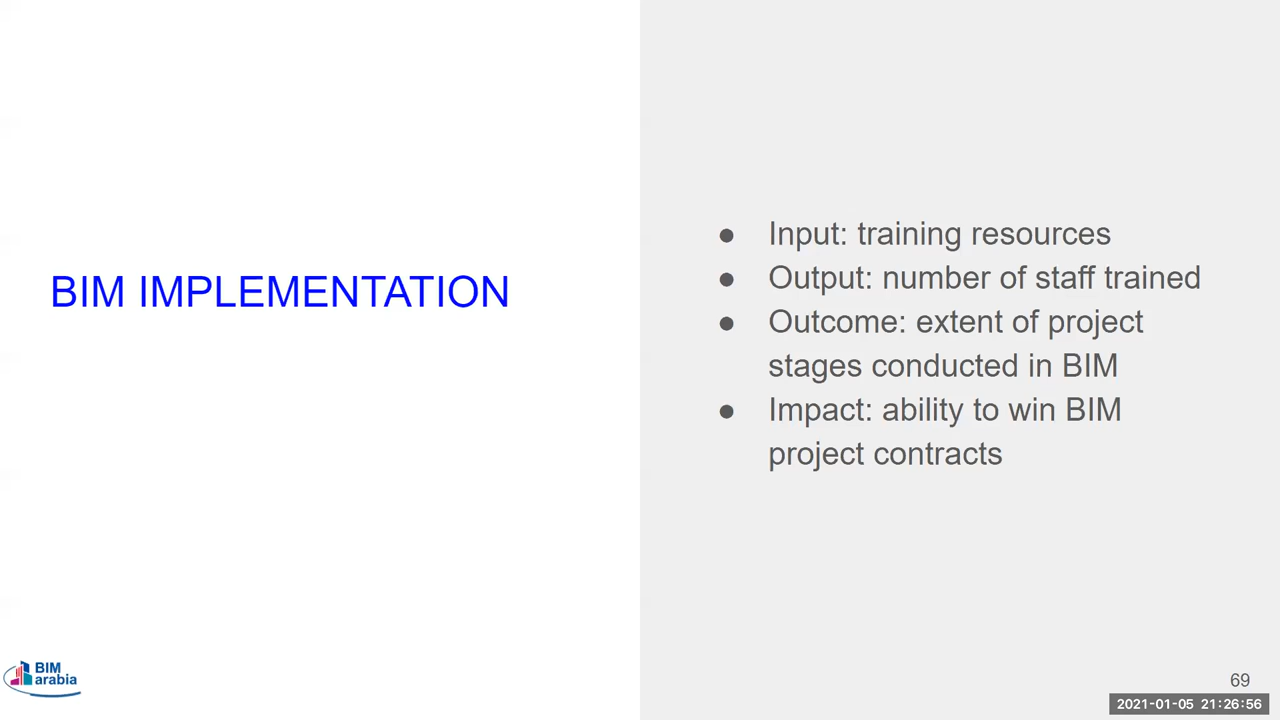 BIM IMPLEMENTATION
● Input: training resources
● Output: number of staff trained
● Outcome: extent of project
stages conducted in BIM
● Impact: ability to win BIM
project contracts
BIM
arabia
69
2021-01-05 21:26:56